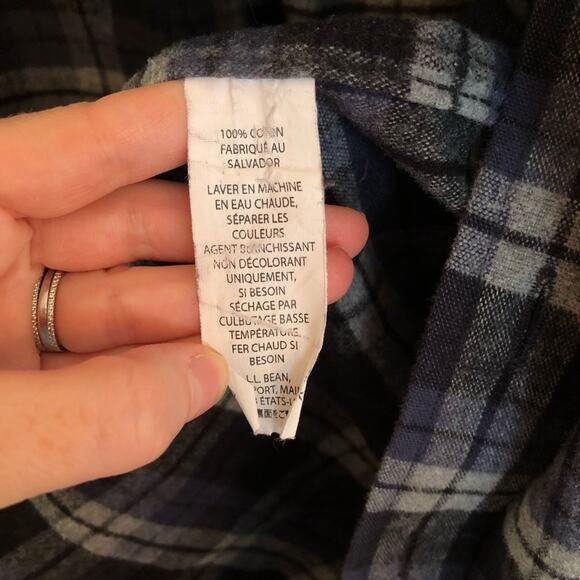 100% COTON
FABRIQUÉ AU
SALVADOR
LAVER EN MACHINE
EN EAU CHAUDE,
SÉPARER LES
COULEURS
AGENT BLANCHISSANT
NON DÉCOLORANT
UNIQUEMENT,
SI BESOIN
SÉCHAGE PAR
CULBUTAGE BASSE
TEMPÉRATURE
FER CHAUD SI
BESOIN
L.L. BEAN,